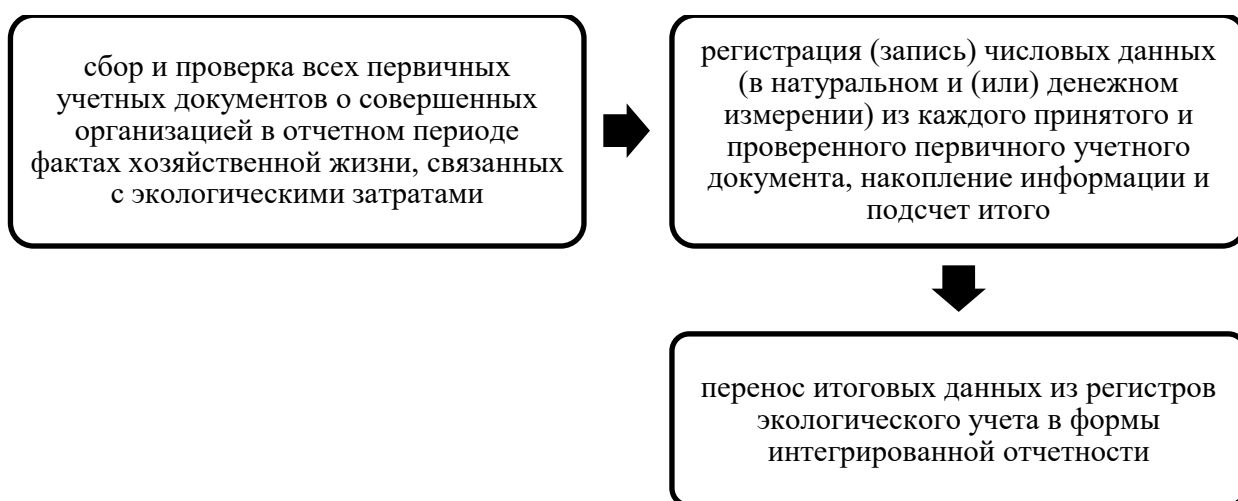 сбор и проверка всех первичных
учетных документов о совершенных
организацией в отчетном периоде
фактах хозяйственной жизни, связанных
с экологическими затратами
регистрация (запись) числовых данных
(в натуральном и (или) денежном
измерении) из каждого принятого и
проверенного первичного учетного
документа, накопление информации и
подсчет итого
перенос итоговых данных из регистров
экологического учета в формы
интегрированной отчетности